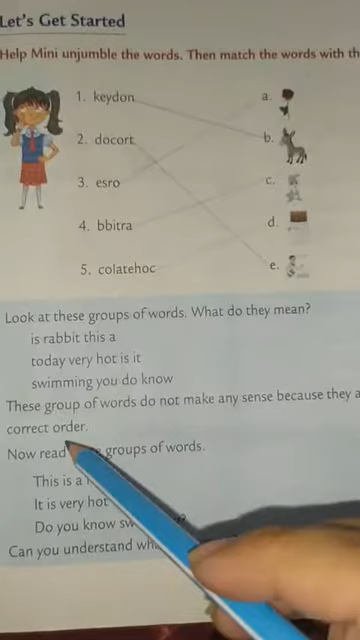 Let's Get Started
Help Mini unjumble the words. Then match the words with th
1. keydon
a.
2. docort
b.
3. esro
c.
4. bbitra
d.
5. colatehoc
e.
Look at these groups of words. What do they mean?
is rabbit this a
today very hot is it
swimming you do know
These group of words do not make any sense because they a
correct order.
Now read groups of words.
This is a
It is very hot
Do you know sw ?
Can you understand wh